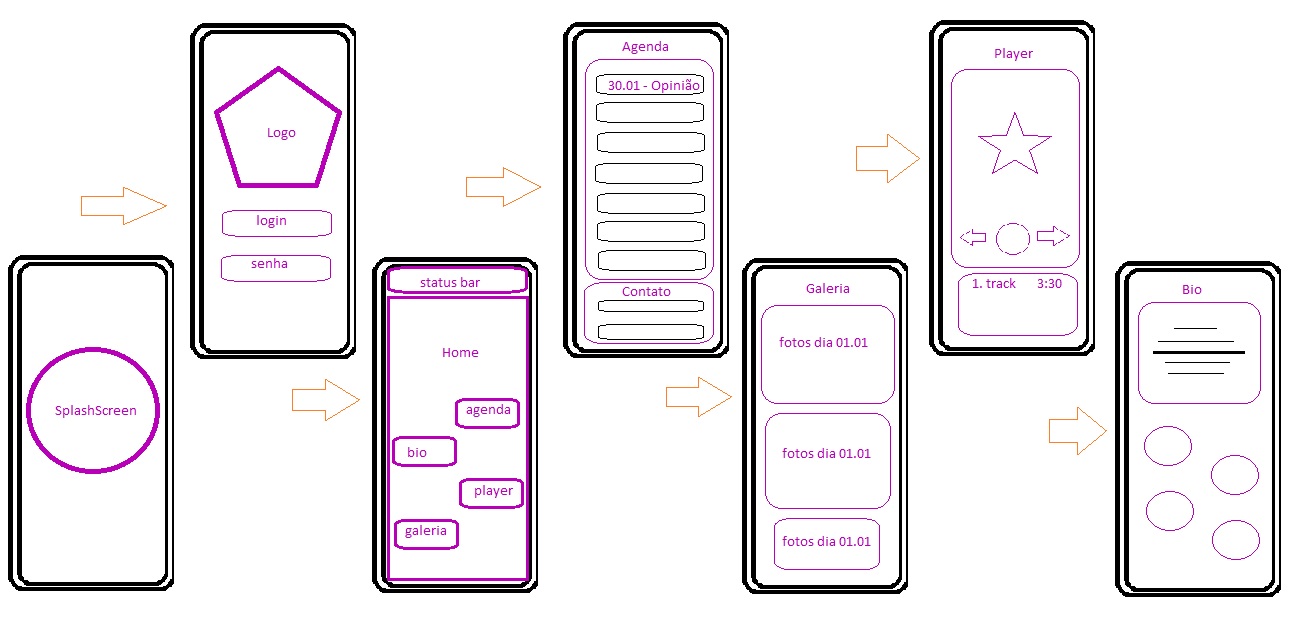 SplashScreen
Logo
login
senha
status bar
Home
agenda
bio
player
galeria
Agenda
30.01 - Opinião
Contato
Galeria
fotos dia 01.01
fotos dia 01.01
fotos dia 01.01
Player
1. track 3:30
Bio